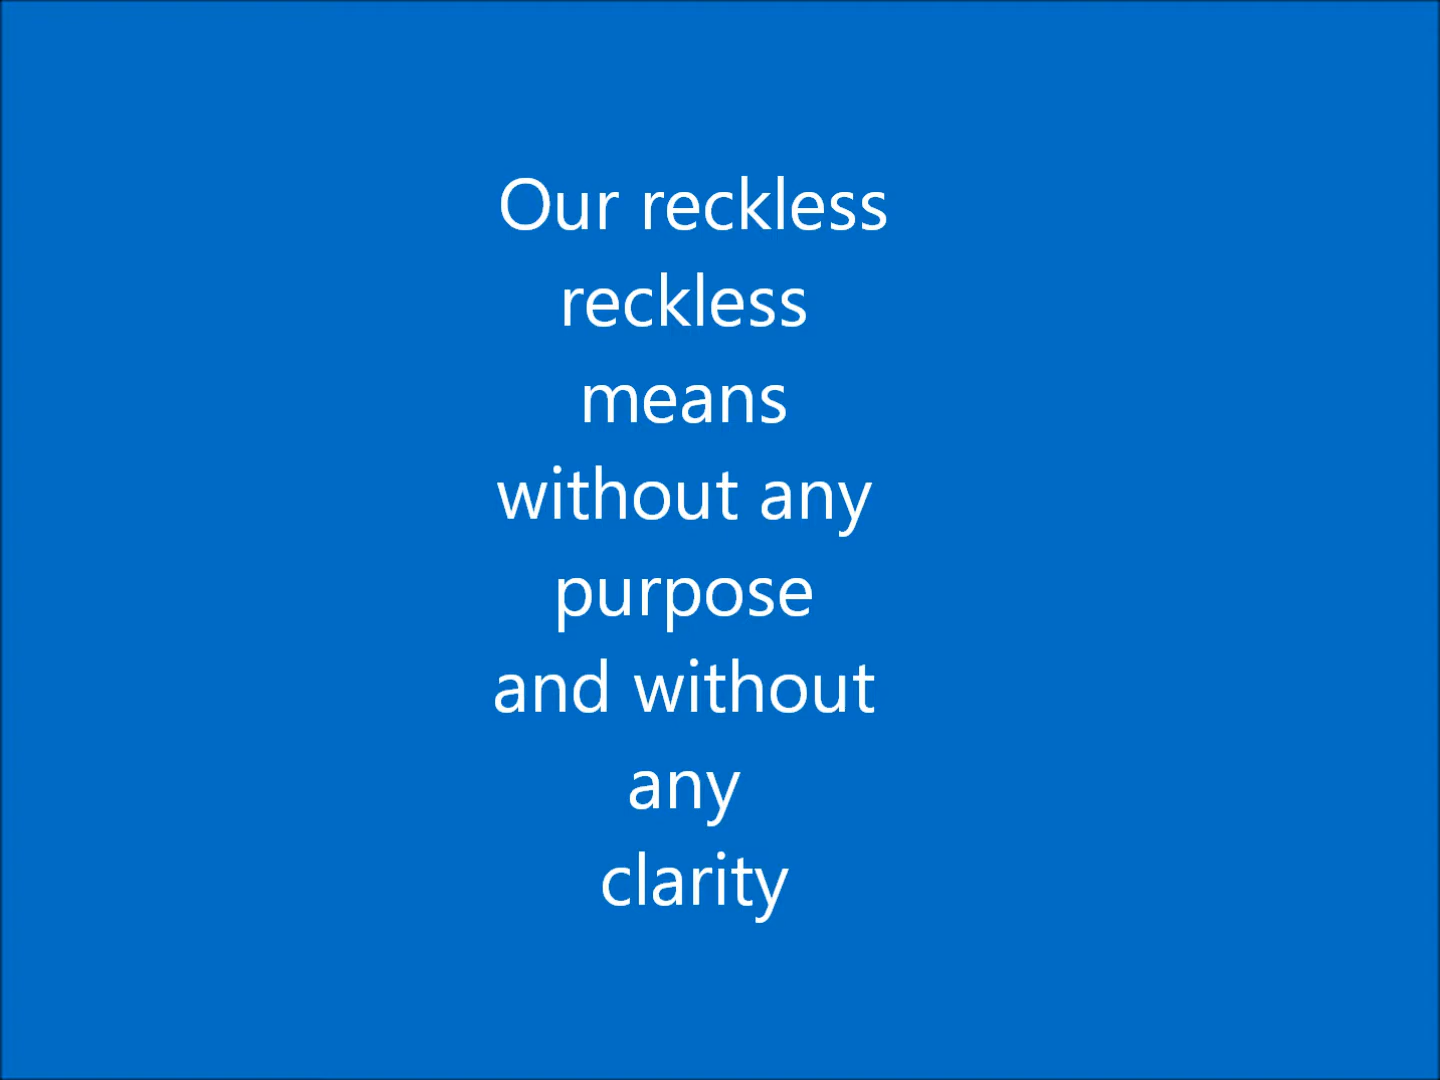 Our reckless
reckless
means
without any
purpose
and without
any
clarity